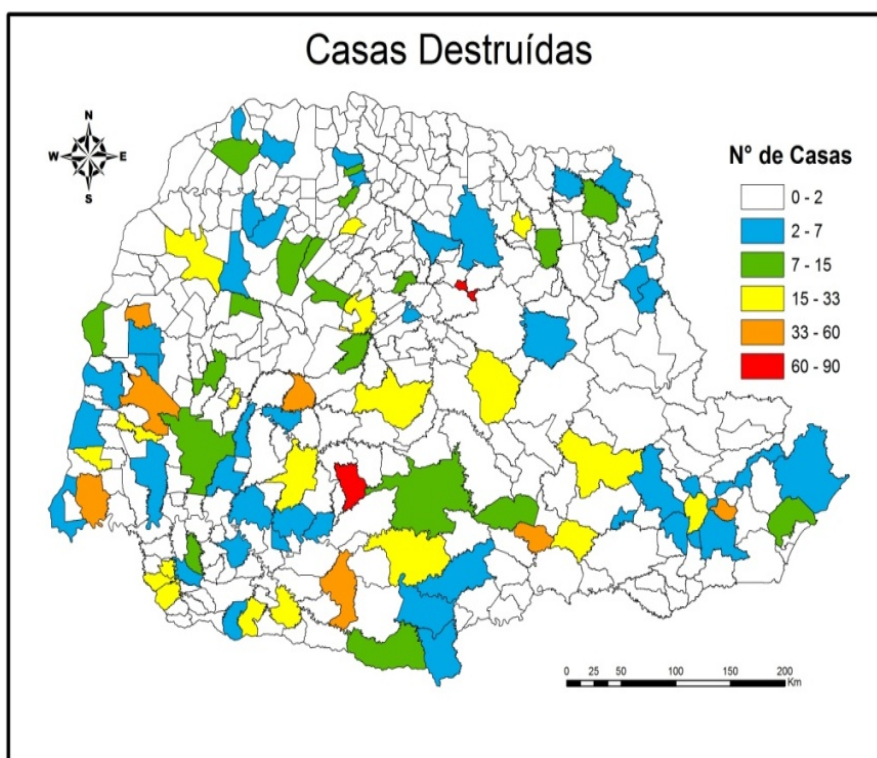 Casas Destruídas
N
W E
S
N° de Casas
0 - 2
2 - 7
7 - 15
15 - 33
33 - 60
60 - 90
0 25 50 100 150 200
Km